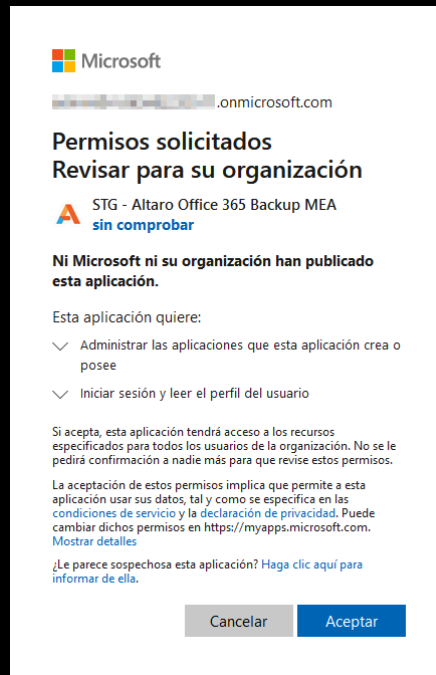 Microsoft
.onmicrosoft.com
Permisos solicitados
Revisar para su organización
STG - Altaro Office 365 Backup MEA
sin comprobar
Ni Microsoft ni su organización han publicado
esta aplicación.
Esta aplicación quiere:
Administrar las aplicaciones que esta aplicación crea o
posee
Iniciar sesión y leer el perfil del usuario
Si acepta, esta aplicación tendrá acceso a los recursos
especificados para todos los usuarios de la organización. No se le
pedirá confirmación a nadie más para que revise estos permisos.
La aceptación de estos permisos implica que permite a esta
aplicación usar sus datos, tal y como se especifica en las
condiciones de servicio y la declaración de privacidad. Puede
cambiar dichos permisos en https://myapps.microsoft.com.
Mostrar detalles
¿Le parece sospechosa esta aplicación? Haga clic aquí para
informar de ella.
Cancelar
Aceptar